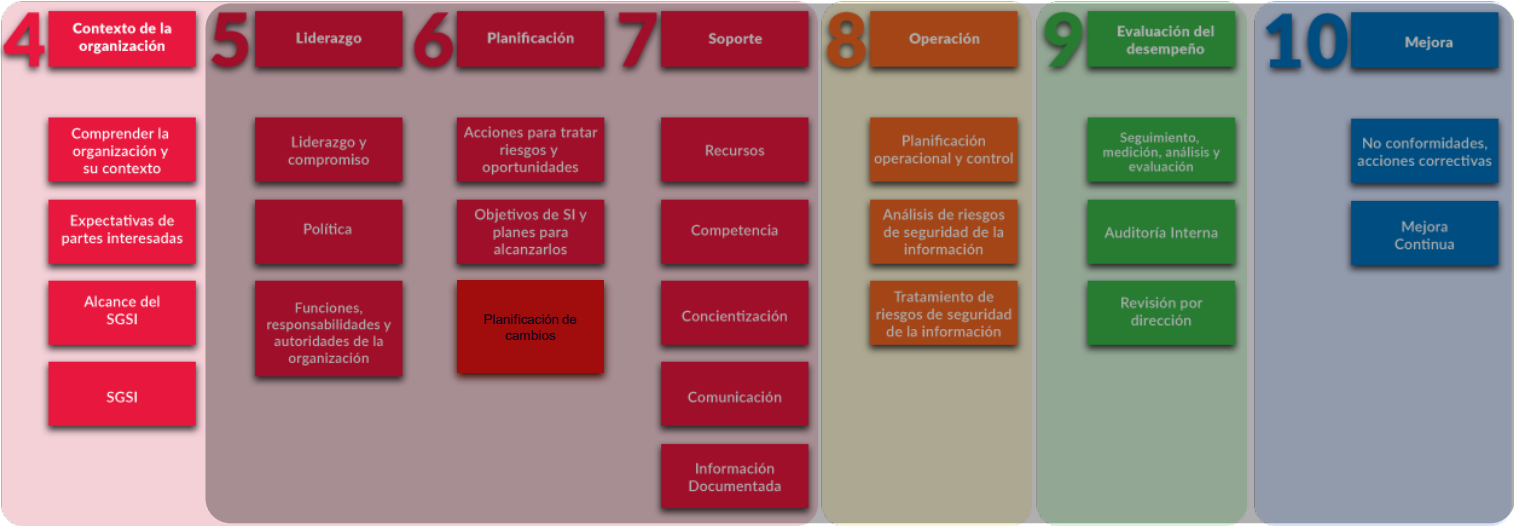 4
Contexto de la
organización
Comprender la
organización y
su contexto
Expectativas de
partes interesadas
Alcance del
SGSI
SGSI
5
Liderazgo
Liderazgo y
compromiso
Política
Funciones,
responsabilidades y
autoridades de la
organización
6
Planificación
Acciones para tratar
riesgos y
oportunidades
Objetivos de SI y
planes para
alcanzarlos
Planificación de
cambios
7
Soporte
Recursos
Competencia
Concientización
Comunicación
Información
Documentada
8
Operación
Planificación
operacional y control
Análisis de riesgos
de seguridad de la
información
Tratamiento de
riesgos de seguridad
de la información
9
Evaluación del
desempeño
Seguimiento,
medición, análisis y
evaluación
Auditoría Interna
Revisión por
dirección
10
Mejora
No conformidades,
acciones correctivas
Mejora
Continua